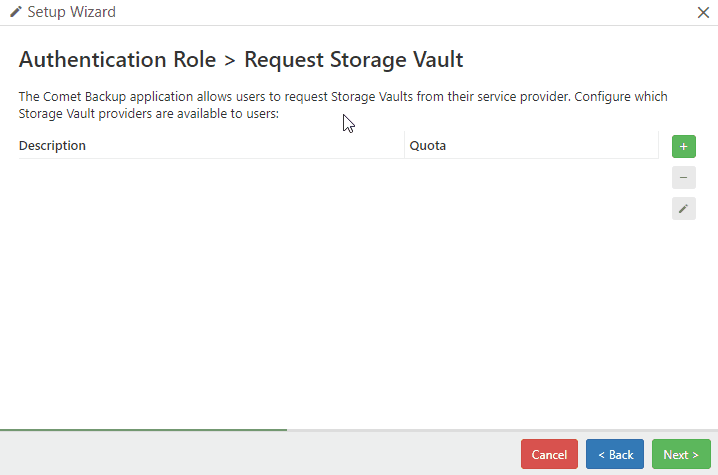 Setup Wizard
Authentication Role > Request Storage Vault
The Comet Backup application allows users to request Storage Vaults from their service provider. Configure which
Storage Vault providers are available to users:
Description Quota
Cancel < Back Next >